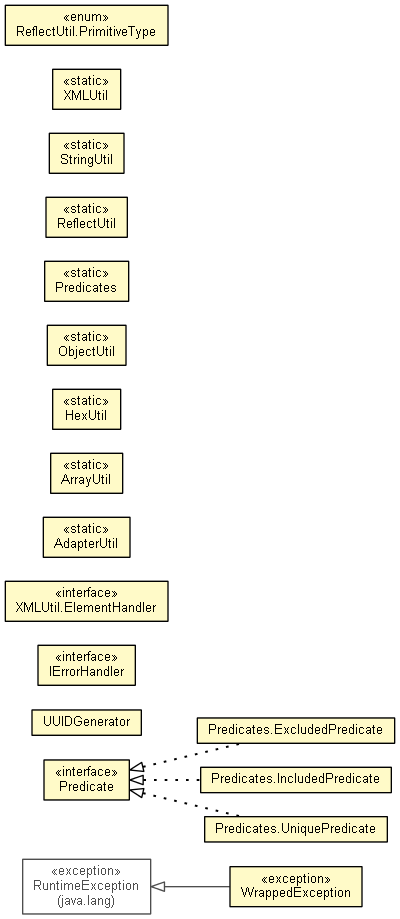 «enum»
ReflectUtil.PrimitiveType
«static»
XMLUtil
«static»
StringUtil
«static»
ReflectUtil
«static»
Predicates
«static»
ObjectUtil
«static»
HexUtil
«static»
ArrayUtil
«static»
AdapterUtil
«interface»
XMLUtil.ElementHandler
«interface»
IErrorHandler
UUIDGenerator
«interface»
Predicate
Predicates.ExcludedPredicate
Predicates.IncludedPredicate
Predicates.UniquePredicate
«exception»
RuntimeException
(java.lang)
«exception»
WrappedException